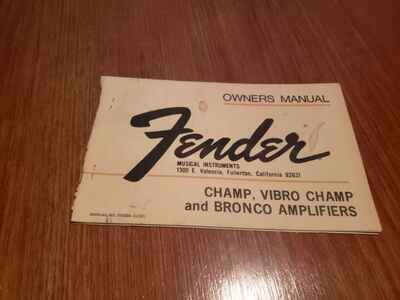 OWNERS MANUAL
Fender
MUSICAL INSTRUMENTS
1300 E. Valencia, Fullerton, California 92631
CHAMP, VIBRO CHAMP
and BRONCO AMPLIFIERS